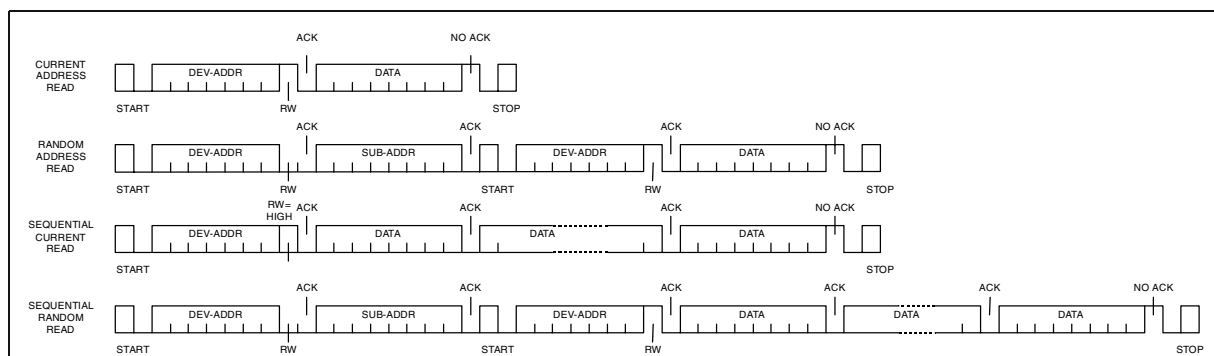 ACK NO ACK
CURRENT
ADDRESS
READ
DEV-ADDR DATA
START RW STOP
ACK ACK ACK NO ACK
RANDOM
ADDRESS
READ
DEV-ADDR SUB-ADDR DEV-ADDR DATA
START RW START RW STOP
RW=
HIGH
ACK ACK ACK NO ACK
SEQUENTIAL
CURRENT
READ
DEV-ADDR DATA DATA DATA
START STOP
ACK ACK ACK ACK ACK NO ACK
SEQUENTIAL
RANDOM
READ
DEV-ADDR SUB-ADDR DEV-ADDR DATA DATA DATA
START RW START RW STOP